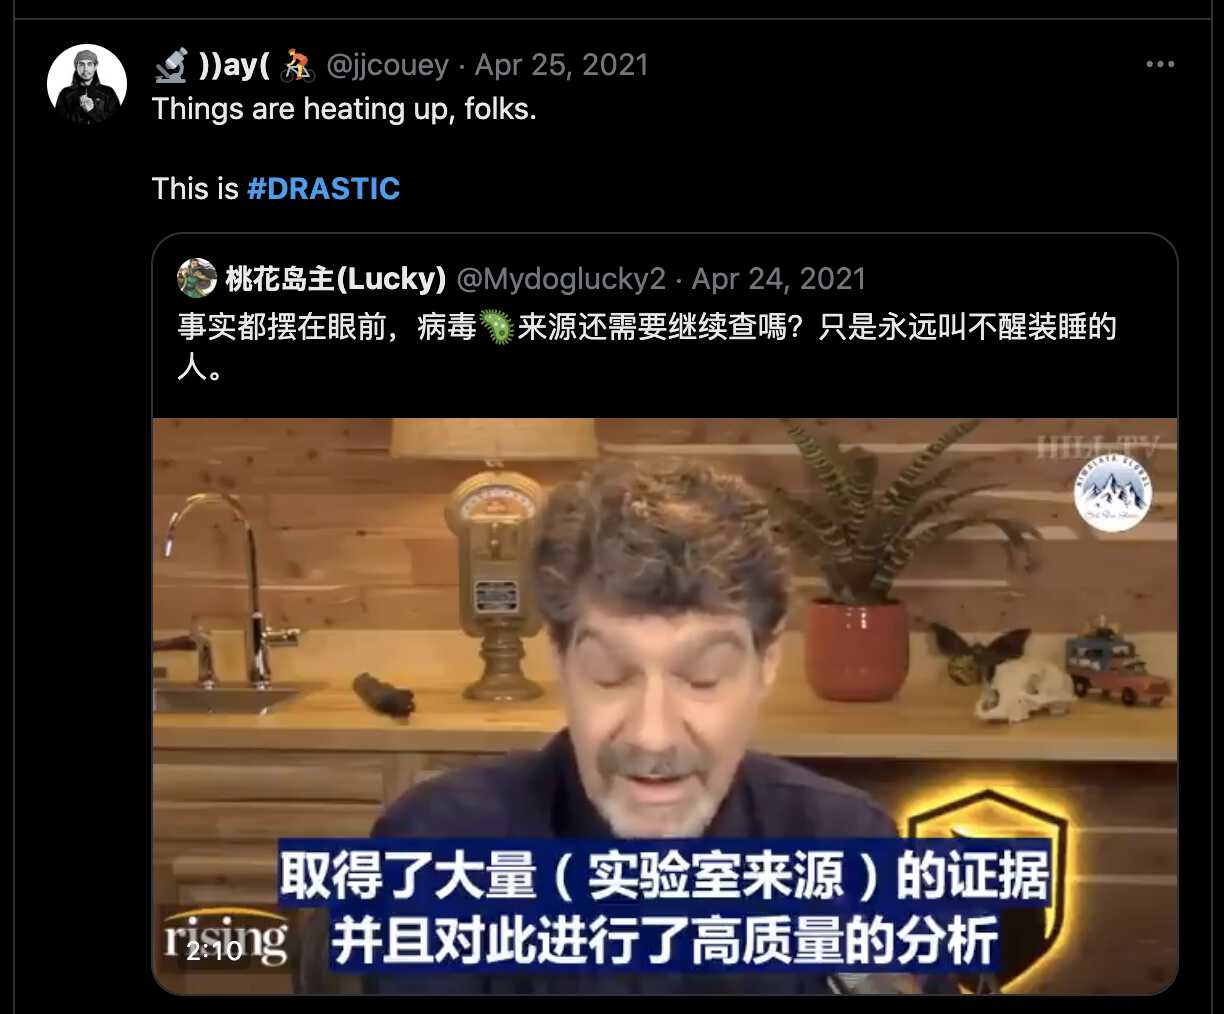 ))ay( @jjcouey · Apr 25, 2021
Things are heating up, folks.
This is #DRASTIC
桃花岛主(Lucky) @Mydoglucky2 · Apr 24, 2021
事实都摆在眼前，病毒🦠来源还需要继续查嗎？只是永远叫不醒装睡的
人。
HILL.TV
HIMALAYA GLOBAL
取得了大量（实验室来源）的证据
并且对此进行了高质量的分析
rising
2:10